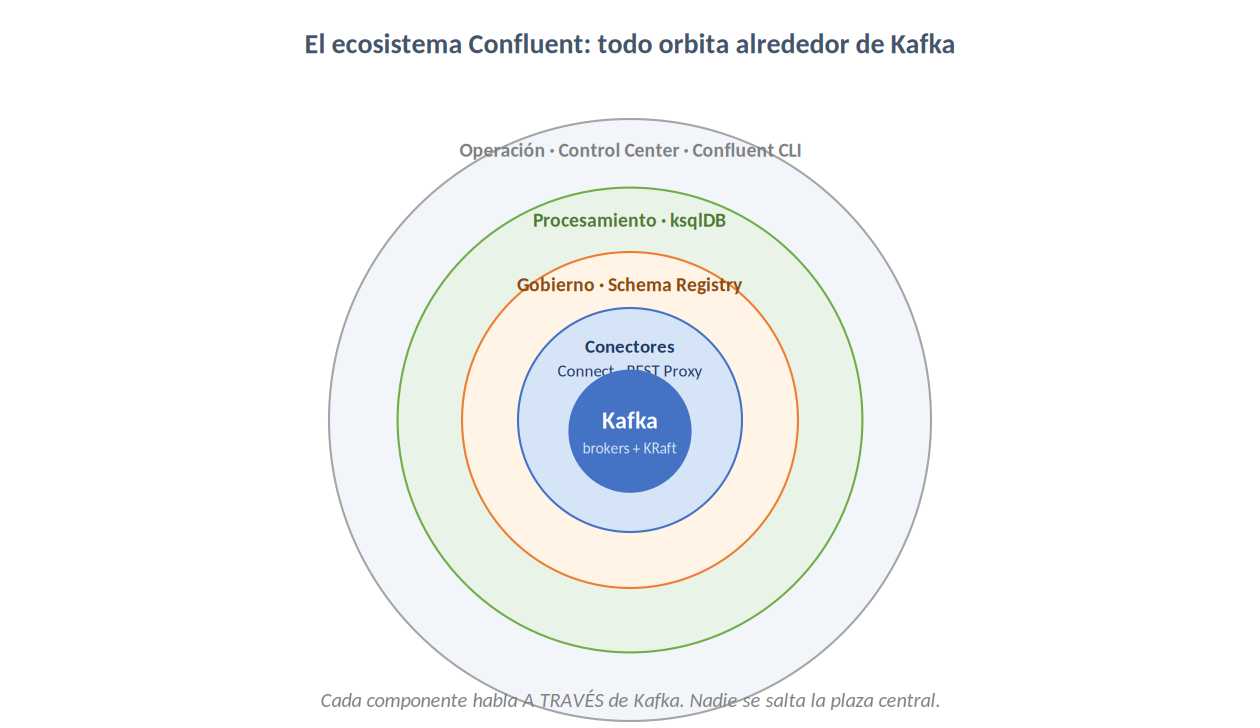 El ecosistema Confluent: todo orbita alrededor de Kafka
Operación · Control Center · Confluent CLI
Procesamiento · ksqlDB
Gobierno · Schema Registry
Conectores
Connect · REST Proxy
Kafka
brokers + KRaft
Cada componente habla A TRAVÉS de Kafka. Nadie se salta la plaza central.